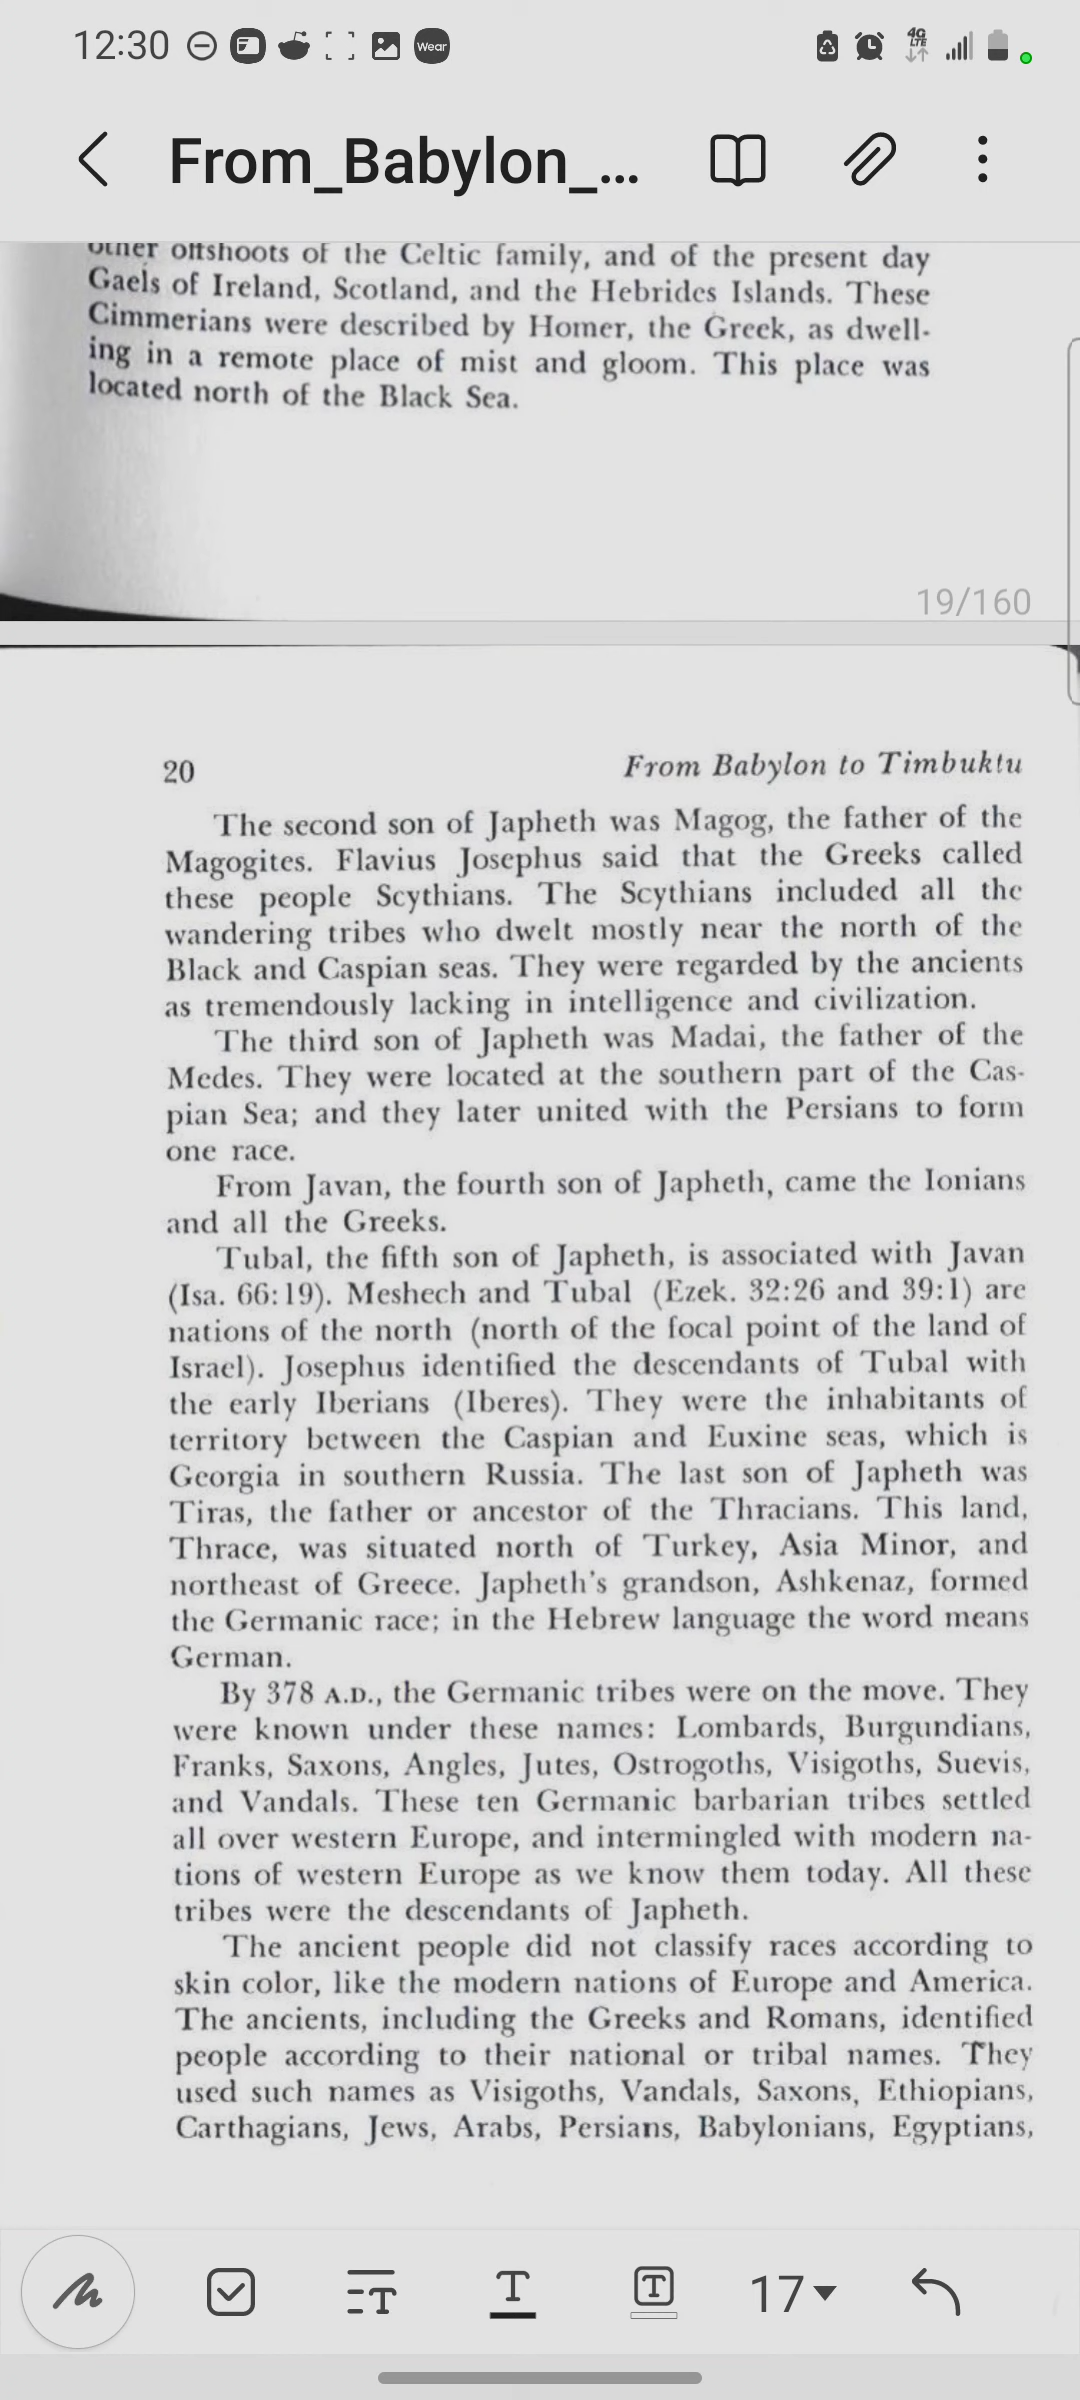 12:30
Wear
4G
LTE
From_Babylon_...
other offshoots of the Celtic family, and of the present day
Gaels of Ireland, Scotland, and the Hebrides Islands. These
Cimmerians were described by Homer, the Greek, as dwell-
ing in a remote place of mist and gloom. This place was
located north of the Black Sea.
19/160
20 From Babylon to Timbuktu
The second son of Japheth was Magog, the father of the
Magogites. Flavius Josephus said that the Greeks called
these people Scythians. The Scythians included all the
wandering tribes who dwelt mostly near the north of the
Black and Caspian seas. They were regarded by the ancients
as tremendously lacking in intelligence and civilization.
The third son of Japheth was Madai, the father of the
Medes. They were located at the southern part of the Cas-
pian Sea; and they later united with the Persians to form
one race.
From Javan, the fourth son of Japheth, came the Ionians
and all the Greeks.
Tubal, the fifth son of Japheth, is associated with Javan
(Isa. 66:19). Meshech and Tubal (Ezek. 32:26 and 39:1) are
nations of the north (north of the focal point of the land of
Israel). Josephus identified the descendants of Tubal with
the early Iberians (Iberes). They were the inhabitants of
territory between the Caspian and Euxine seas, which is
Georgia in southern Russia. The last son of Japheth was
Tiras, the father or ancestor of the Thracians. This land,
Thrace, was situated north of Turkey, Asia Minor, and
northeast of Greece. Japheth's grandson, Ashkenaz, formed
the Germanic race; in the Hebrew language the word means
German.
By 378 A.D., the Germanic tribes were on the move. They
were known under these names: Lombards, Burgundians,
Franks, Saxons, Angles, Jutes, Ostrogoths, Visigoths, Suevis,
and Vandals. These ten Germanic barbarian tribes settled
all over western Europe, and intermingled with modern na-
tions of western Europe as we know them today. All these
tribes were the descendants of Japheth.
The ancient people did not classify races according to
skin color, like the modern nations of Europe and America.
The ancients, including the Greeks and Romans, identified
people according to their national or tribal names. They
used such names as Visigoths, Vandals, Saxons, Ethiopians,
Carthagians, Jews, Arabs, Persians, Babylonians, Egyptians,
17